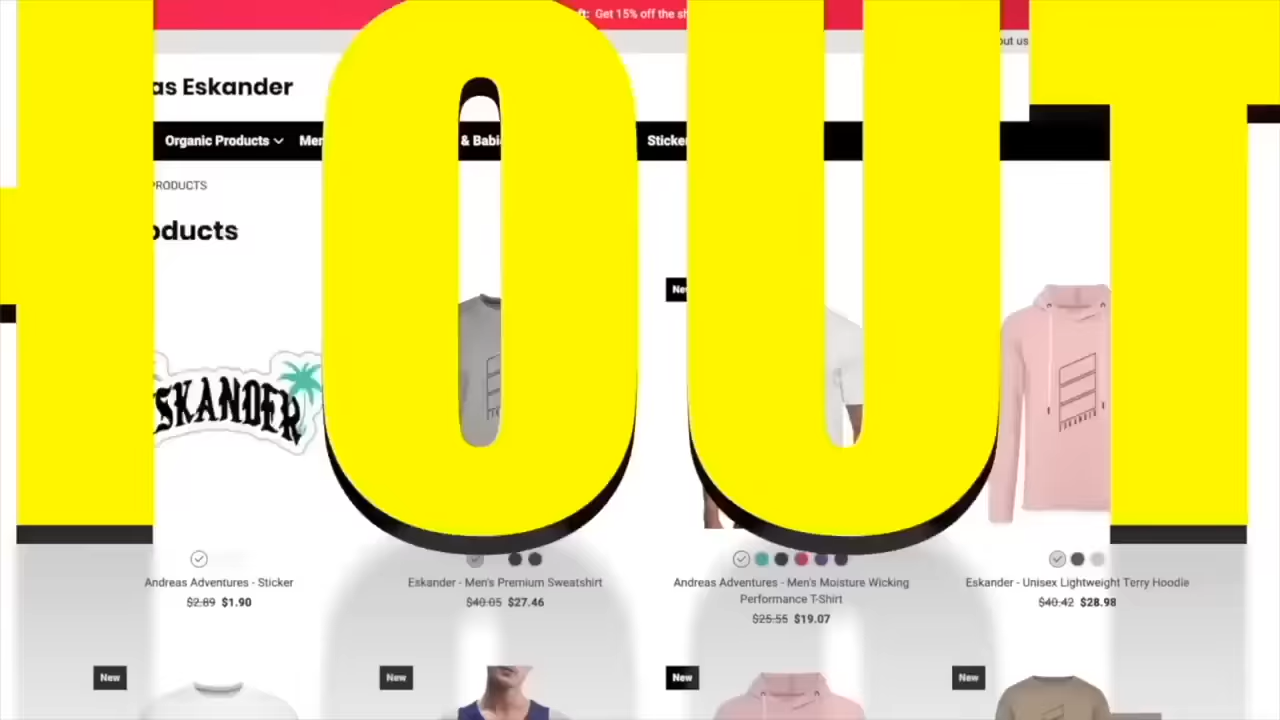 OUT
Get 15% off the sh
out us
as Eskander
Organic Products
& Babi
Sticke
PRODUCTS
oducts
New
ESKANDER
ESKANDER
Andreas Adventures - Sticker
$2.89 $1.90
Eskander - Men's Premium Sweatshirt
$40.05 $27.46
Andreas Adventures - Men's Moisture Wicking
Performance T-Shirt
$25.55 $19.07
Eskander - Unisex Lightweight Terry Hoodie
$40.42 $28.98
New
New
New
New